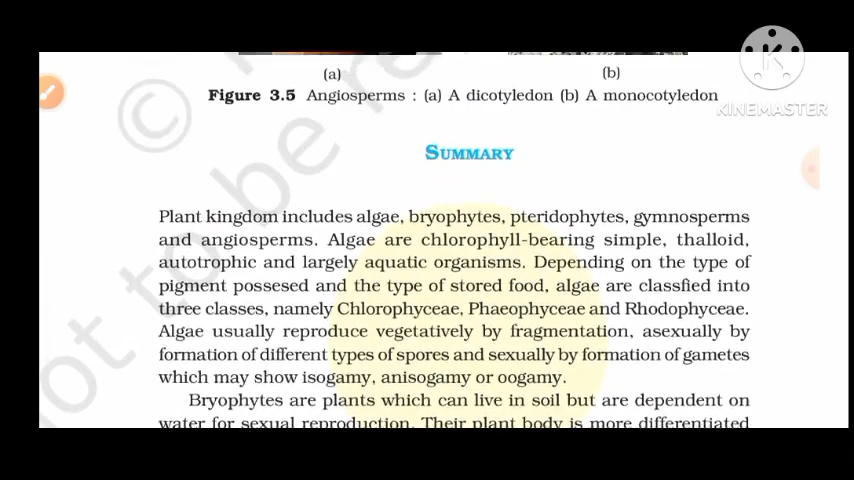 (a)
(b)
Figure 3.5 Angiosperms : (a) A dicotyledon (b) A monocotyledon
KINEMASTER
SUMMARY
Plant kingdom includes algae, bryophytes, pteridophytes, gymnosperms
and angiosperms. Algae are chlorophyll-bearing simple, thalloid,
autotrophic and largely aquatic organisms. Depending on the type of
pigment possesed and the type of stored food, algae are classfied into
three classes, namely Chlorophyceae, Phaeophyceae and Rhodophyceae.
Algae usually reproduce vegetatively by fragmentation, asexually by
formation of different types of spores and sexually by formation of gametes
which may show isogamy, anisogamy or oogamy.
Bryophytes are plants which can live in soil but are dependent on
water for sexual reproduction. Their plant body is more differentiated
© 
not to be re